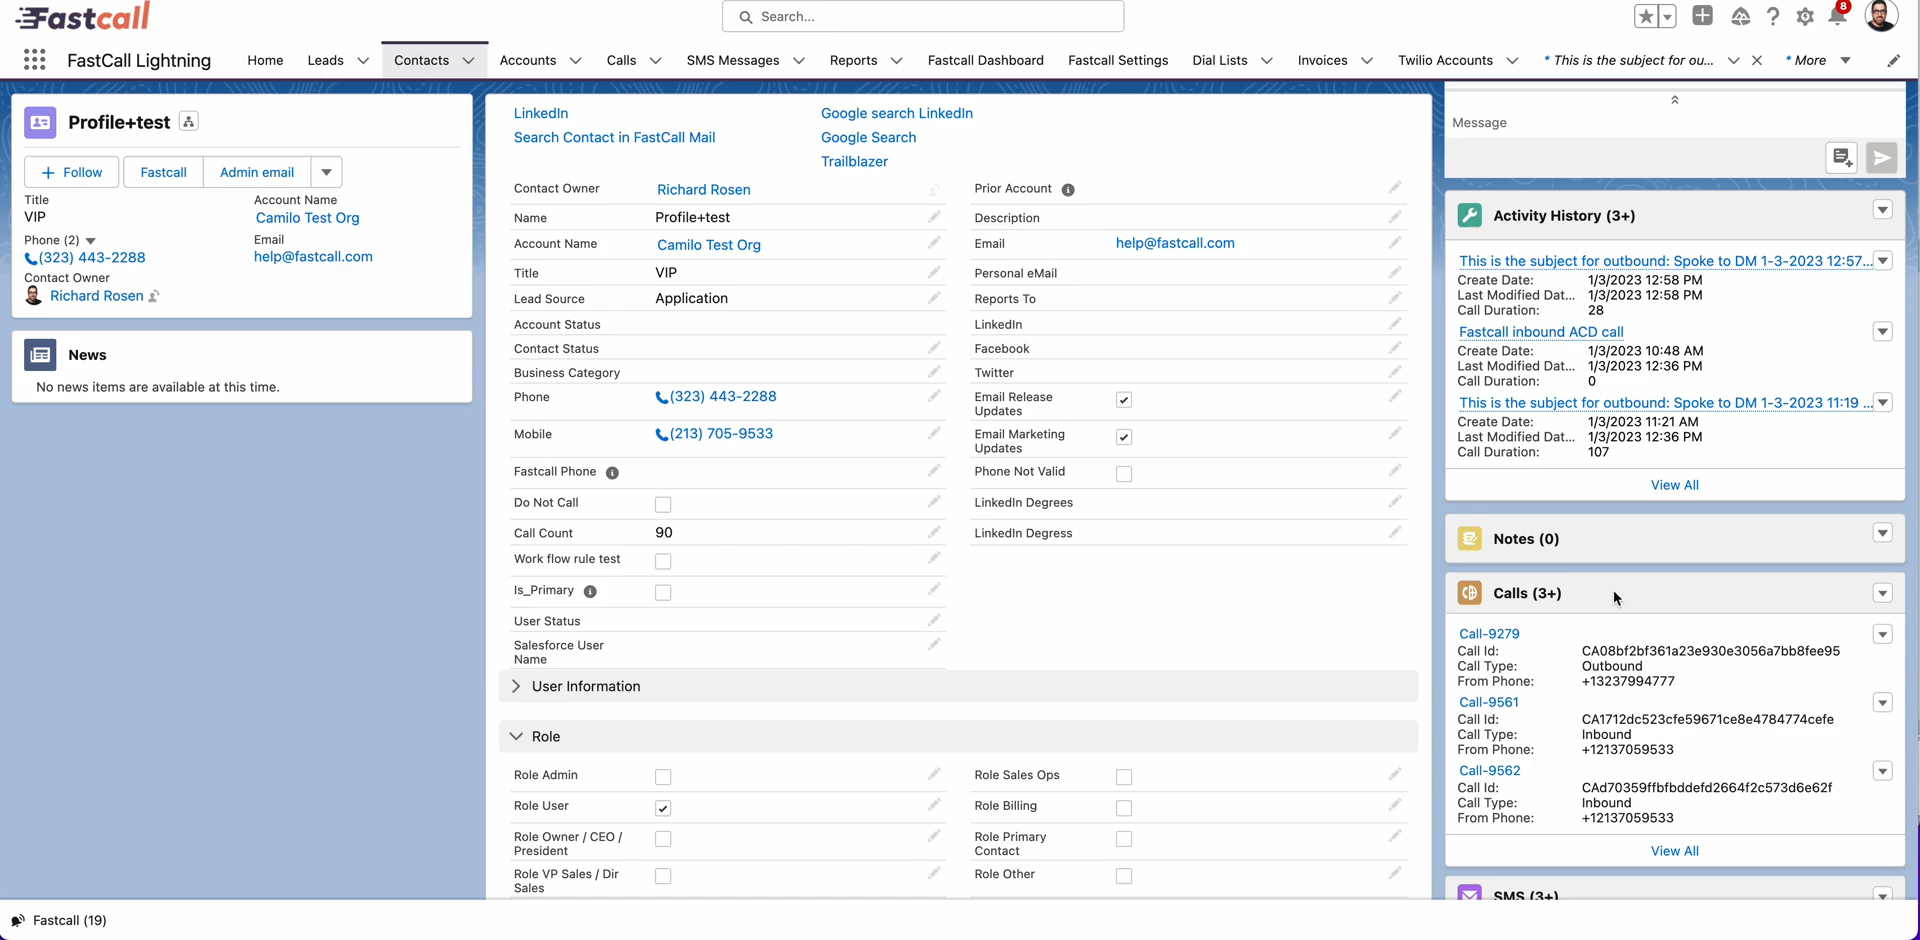 Fastcall
Search...
8
FastCall Lightning
Home
Leads
Contacts
Accounts
Calls
SMS Messages
Reports
Fastcall Dashboard
Fastcall Settings
Dial Lists
Invoices
Twilio Accounts
* This is the subject for ou...
* More
Profile+test
Follow
Fastcall
Admin email
Title
VIP
Account Name
Camilo Test Org
Phone (2)
(323) 443-2288
Email
help@fastcall.com
Contact Owner
Richard Rosen
News
No news items are available at this time.
LinkedIn
Google search LinkedIn
Search Contact in FastCall Mail
Google Search
Trailblazer
Contact Owner
Richard Rosen
Name
Profile+test
Account Name
Camilo Test Org
Title
VIP
Lead Source
Application
Account Status
Contact Status
Business Category
Phone
(323) 443-2288
Mobile
(213) 705-9533
Fastcall Phone
Do Not Call
Call Count
90
Work flow rule test
Is_Primary
User Status
Salesforce User
Name
Prior Account
Description
Email
help@fastcall.com
Personal eMail
Reports To
LinkedIn
Facebook
Twitter
Email Release
Updates
Email Marketing
Updates
Phone Not Valid
LinkedIn Degrees
LinkedIn Degress
User Information
Role
Role Admin
Role User
Role Owner / CEO /
President
Role VP Sales / Dir
Sales
Role Sales Ops
Role Billing
Role Primary
Contact
Role Other
Message
Activity History (3+)
This is the subject for outbound: Spoke to DM 1-3-2023 12:57...
Create Date: 1/3/2023 12:58 PM
Last Modified Dat... 1/3/2023 12:58 PM
Call Duration: 28
Fastcall inbound ACD call
Create Date: 1/3/2023 10:48 AM
Last Modified Dat... 1/3/2023 12:36 PM
Call Duration: 0
This is the subject for outbound: Spoke to DM 1-3-2023 11:19 ...
Create Date: 1/3/2023 11:21 AM
Last Modified Dat... 1/3/2023 12:36 PM
Call Duration: 107
View All
Notes (0)
Calls (3+)
Call-9279
Call Id: CA08bf2bf361a23e930e3056a7bb8fee95
Call Type: Outbound
From Phone: +13237994777
Call-9561
Call Id: CA1712dc523cfe59671ce8e4784774cefe
Call Type: Inbound
From Phone: +12137059533
Call-9562
Call Id: CAd70359ffbfbddefd2664f2c573d6e62f
Call Type: Inbound
From Phone: +12137059533
View All
SMS (3+)
Fastcall (19)